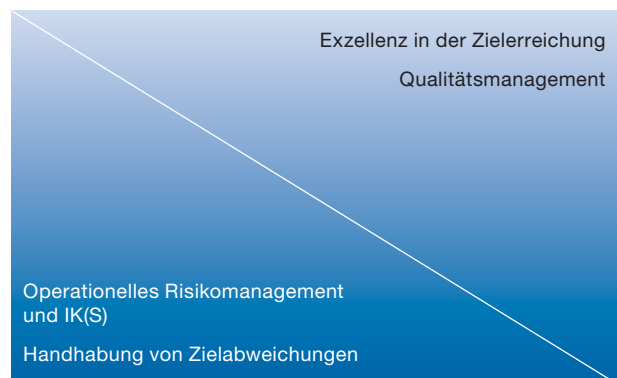 Exzellenz in der Zielerreichung
Qualitätsmanagement
Operationelles Risikomanagement
und IK(S)
Handhabung von Zielabweichungen